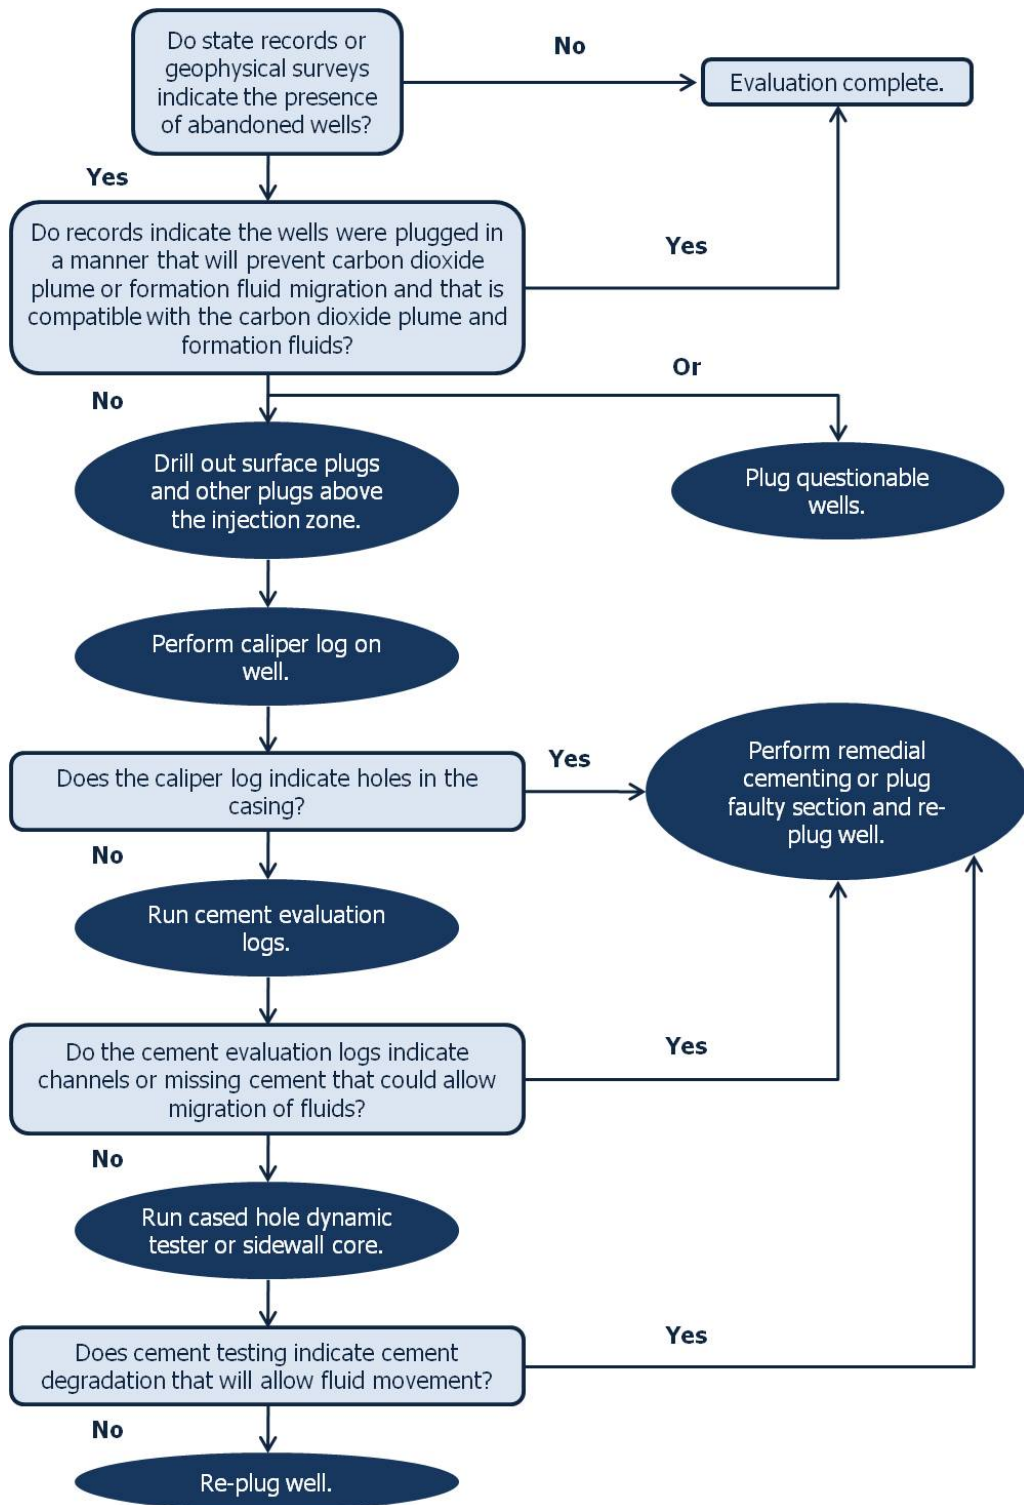 Do state records or
geophysical surveys
indicate the presence
of abandoned wells?
No
Evaluation complete.
Yes
Do records indicate the wells were plugged in
a manner that will prevent carbon dioxide
plume or formation fluid migration and that is
compatible with the carbon dioxide plume and
formation fluids?
Yes
No
Or
Drill out surface plugs
and other plugs above
the injection zone.
Plug questionable
wells.
Perform caliper log on
well.
Does the caliper log indicate holes in the
casing?
Yes
Perform remedial
cementing or plug
faulty section and re-
plug well.
No
Run cement evaluation
logs.
Do the cement evaluation logs indicate
channels or missing cement that could allow
migration of fluids?
Yes
No
Run cased hole dynamic
tester or sidewall core.
Does cement testing indicate cement
degradation that will allow fluid movement?
Yes
No
Re-plug well.